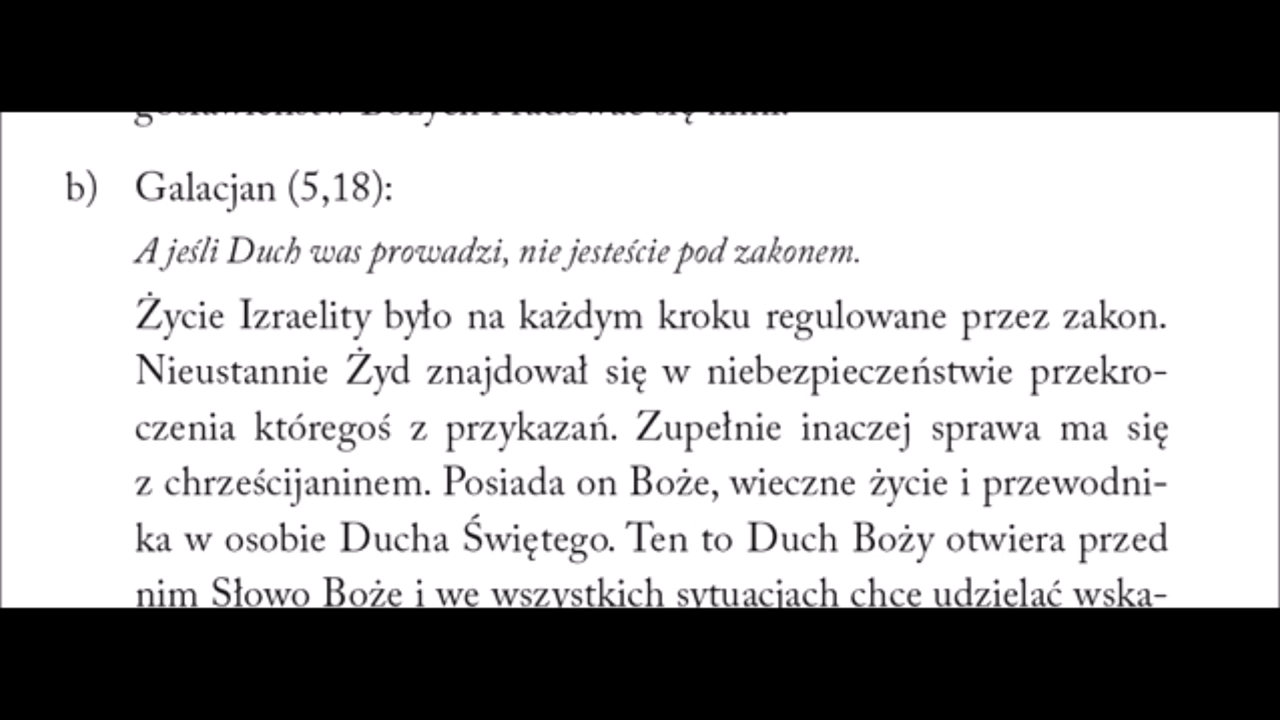 b) Galacjan (5,18):
A jeśli Duch was prowadzi, nie jesteście pod zakonem.
Życie Izraelity było na każdym kroku regulowane przez zakon.
Nieustannie Żyd znajdował się w niebezpieczeństwie przekro-
czenia któregoś z przykazań. Zupełnie inaczej sprawa ma się
z chrześcijaninem. Posiada on Boże, wieczne życie i przewodni-
ka w osobie Ducha Świętego. Ten to Duch Boży otwiera przed
nim Słowo Boże i we wszystkich sytuacjach chce udzielać wska-